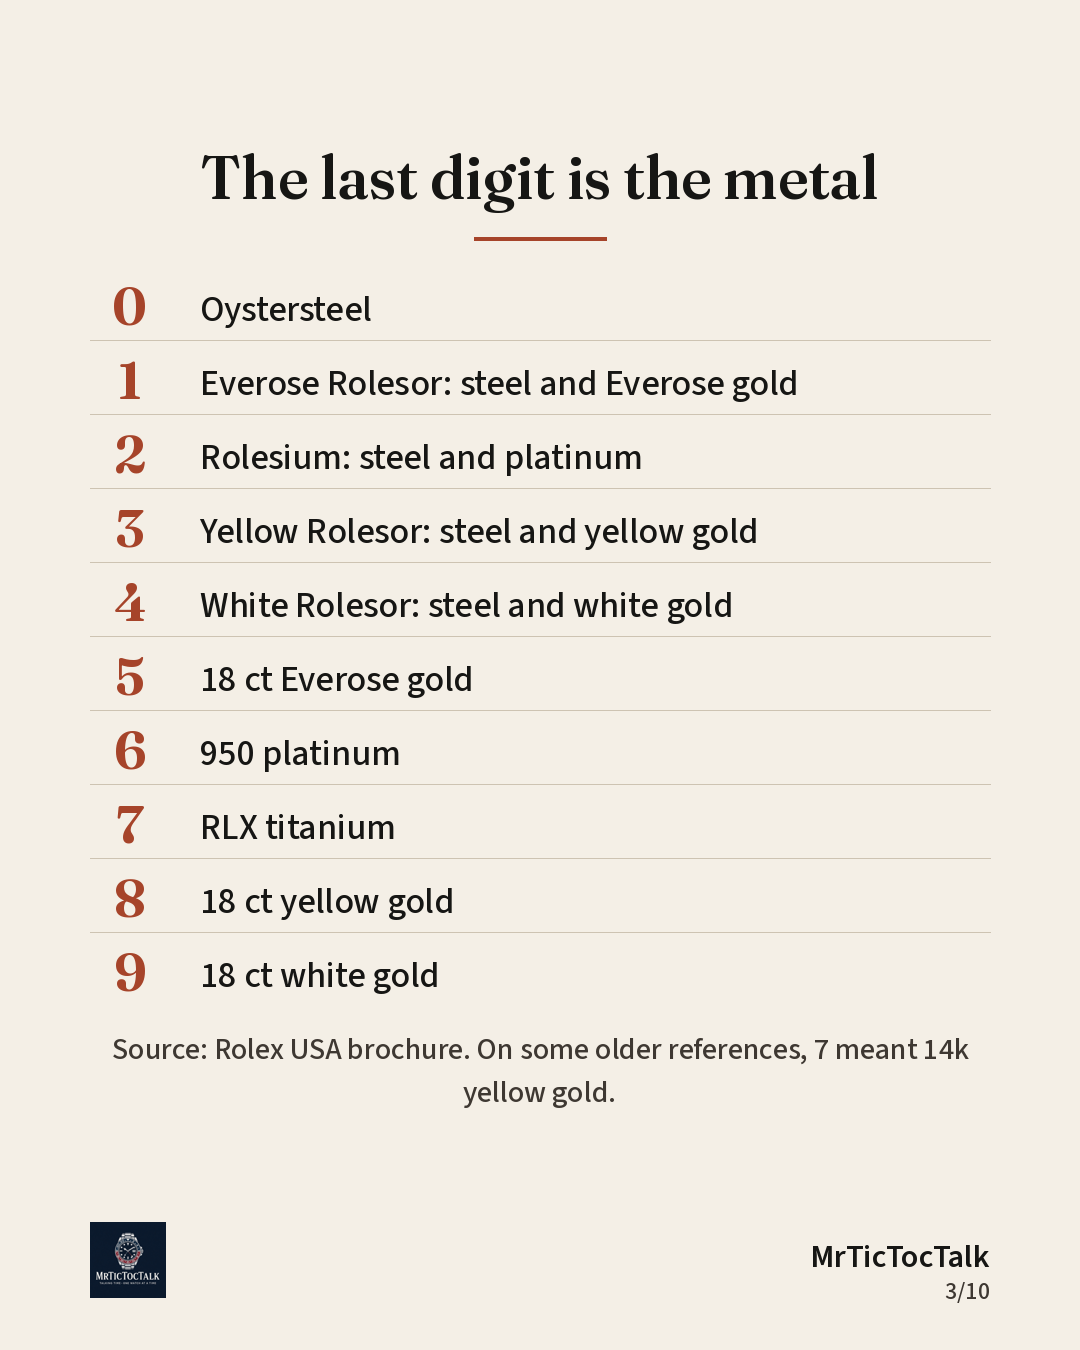 The last digit is the metal
0 Oystersteel
1 Everose Rolesor: steel and Everose gold
2 Rolesium: steel and platinum
3 Yellow Rolesor: steel and yellow gold
4 White Rolesor: steel and white gold
5 18 ct Everose gold
6 950 platinum
7 RLX titanium
8 18 ct yellow gold
9 18 ct white gold
Source: Rolex USA brochure. On some older references, 7 meant 14k
yellow gold.
MRTICTOCTALK
MrTicTocTalk
3/10